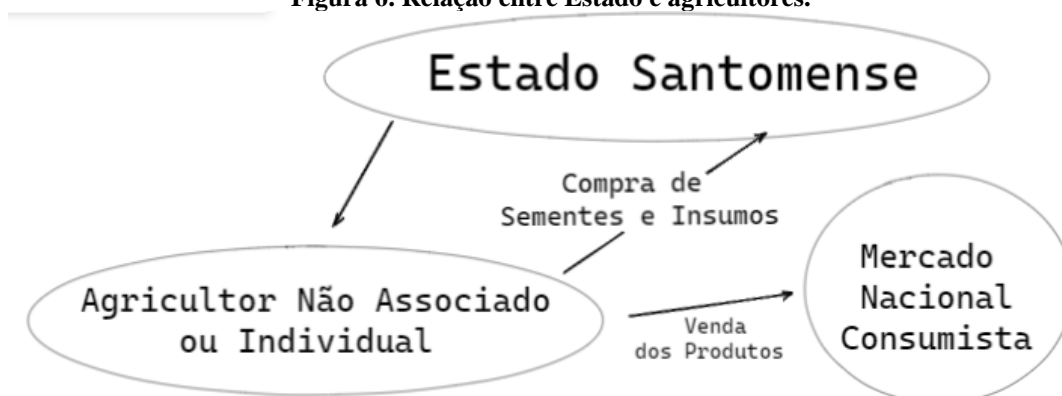 Figura 6: Relação entre Estado e agricultores.
Estado Santomense
Compra de
Sementes e Insumos
Agricultor Não Associado
ou Individual
Venda
dos Produtos
Mercado
Nacional
Consumista